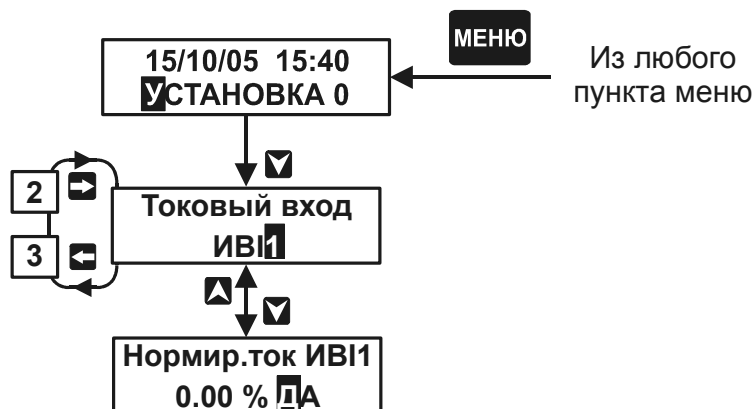 МЕНЮ
Из любого
пункта меню
15/10/05 15:40
УСТАНОВКА 0
2
3
Токовый вход
ИВI1
Нормир.ток ИВI1
0.00 % ДА